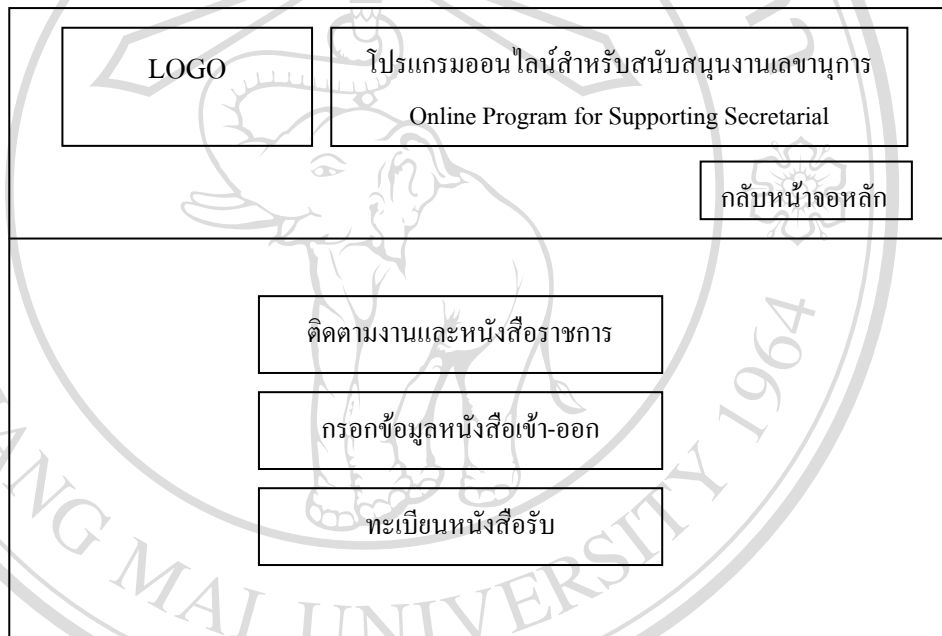 LOGO
โปรแกรมออนไลน์สำหรับสนับสนุนงานเลขานุการ
Online Program for Supporting Secretarial
กลับหน้าจอหลัก
ติดตามงานและหนังสือราชการ
กรอกข้อมูลหนังสือเข้า-ออก
ทะเบียนหนังสือรับ
ANG MAI UNIVERSITY 1964